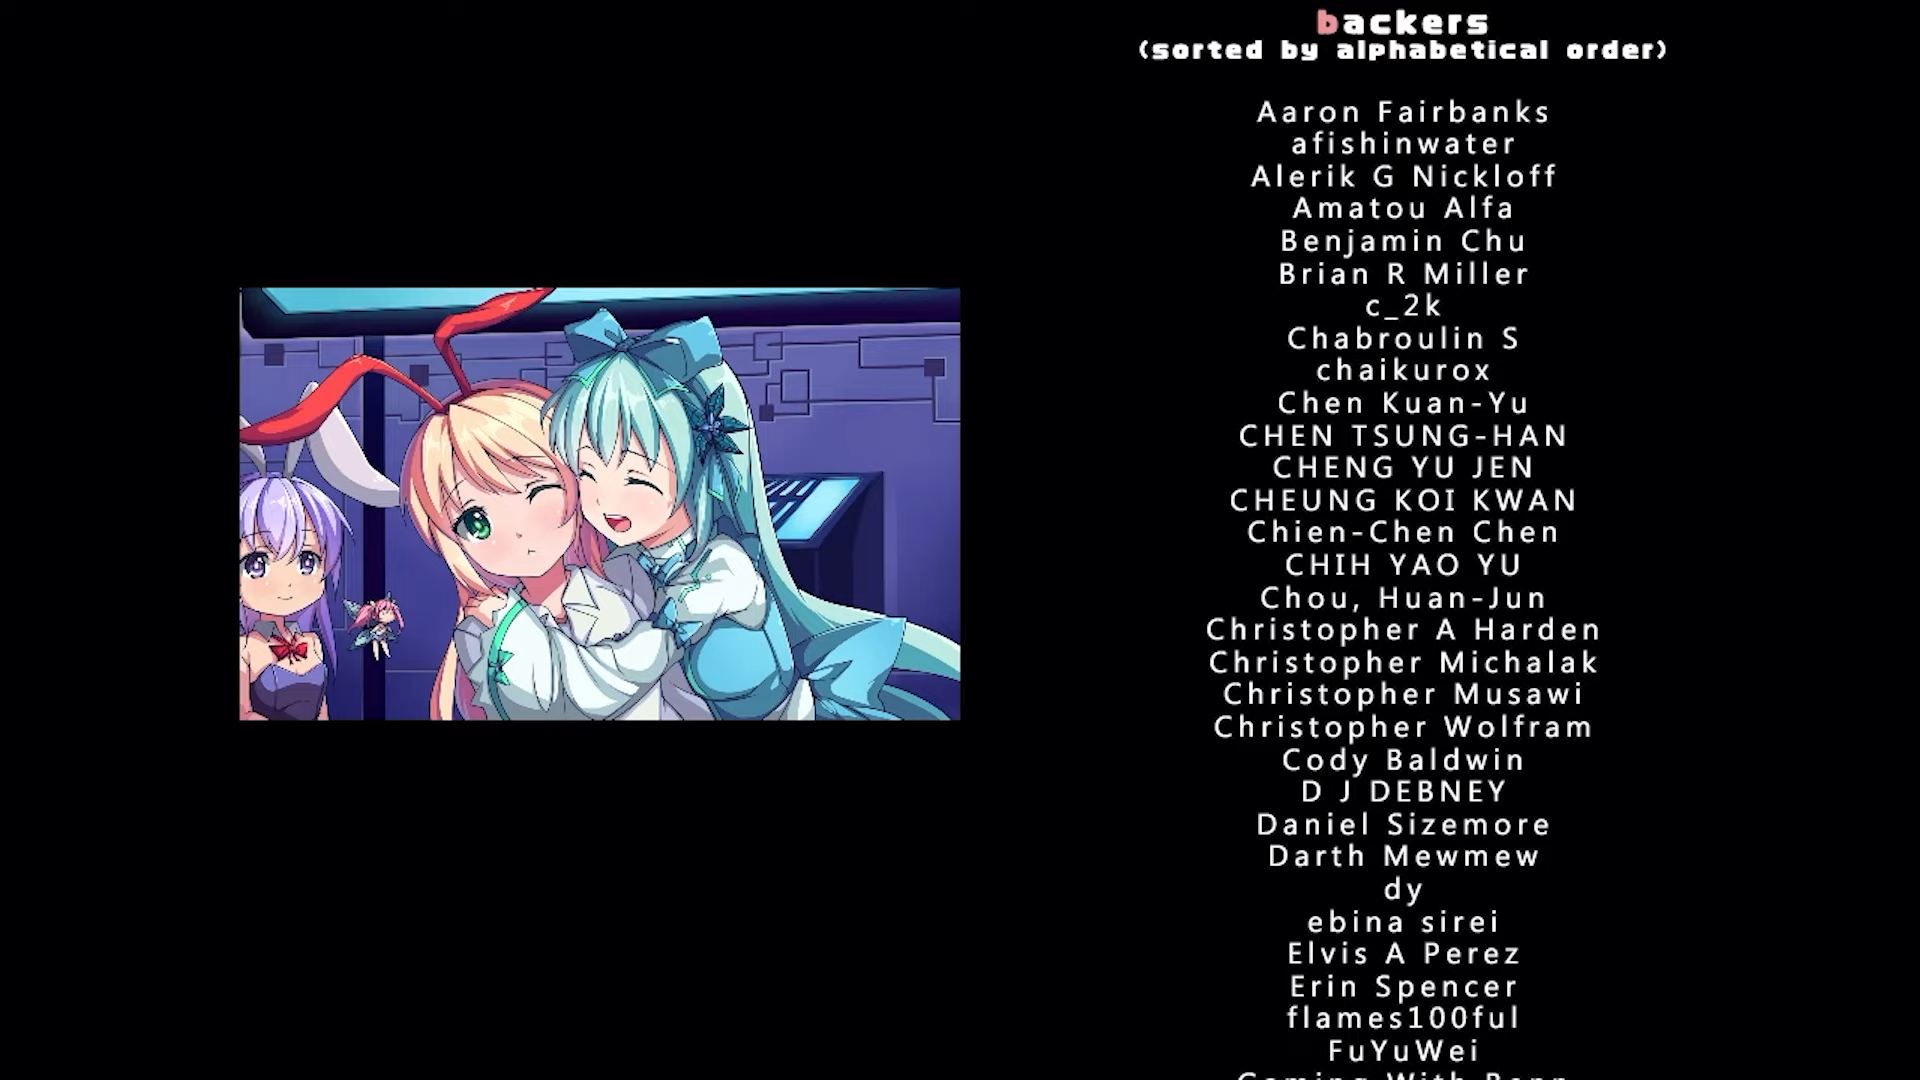 backers
(sorted by alphabetical order)
Aaron Fairbanks
afishinwater
Alerik G Nickloff
Amatou Alfa
Benjamin Chu
Brian R Miller
c_2k
Chabroulin S
chaikurox
Chen Kuan-Yu
CHEN TSUNG-HAN
CHENG YU JEN
CHEUNG KOI KWAN
Chien-Chen Chen
CHIH YAO YU
Chou, Huan-Jun
Christopher A Harden
Christopher Michalak
Christopher Musawi
Christopher Wolfram
Cody Baldwin
D J DEBNEY
Daniel Sizemore
Darth Mewmew
dy
ebina sirei
Elvis A Perez
Erin Spencer
flames100ful
FuYuWei